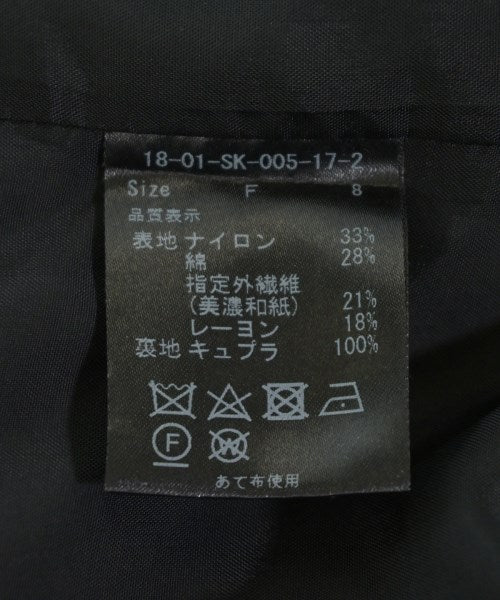 18-01-SK-005-17-2
Size F 8
品質表示
表地 ナイロン 33%
綿 28%
指定外繊維
(美濃和紙) 21%
レーヨン 18%
裏地 キュプラ 100%
F W
あて布使用